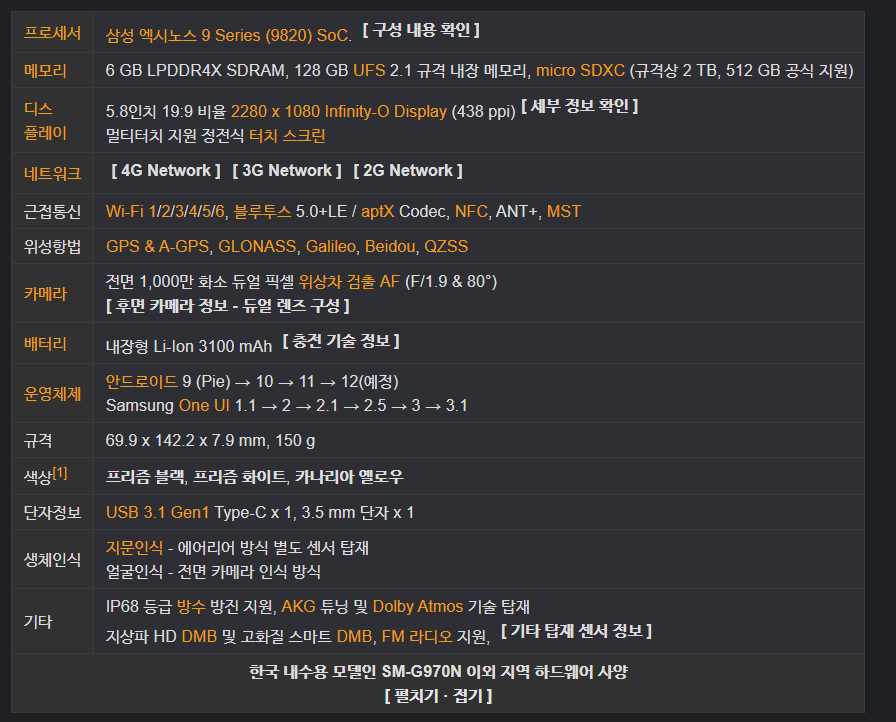 프로세서
삼성 엑시노스 9 Series (9820) SoC. [ 구성 내용 확인 ]
메모리
6 GB LPDDR4X SDRAM, 128 GB UFS 2.1 규격 내장 메모리, micro SDXC (규격상 2 TB, 512 GB 공식 지원)
디스
플레이
5.8인치 19:9 비율 2280 x 1080 Infinity-O Display (438 ppi) [ 세부 정보 확인 ]
멀티터치 지원 정전식 터치 스크린
네트워크
[ 4G Network ] [ 3G Network ] [ 2G Network ]
근접통신
Wi-Fi 1/2/3/4/5/6, 블루투스 5.0+LE / aptX Codec, NFC, ANT+, MST
위성항법
GPS & A-GPS, GLONASS, Galileo, Beidou, QZSS
카메라
전면 1,000만 화소 듀얼 픽셀 위상차 검출 AF (F/1.9 & 80°)
[ 후면 카메라 정보 - 듀얼 렌즈 구성 ]
배터리
내장형 Li-Ion 3100 mAh [ 충전 기술 정보 ]
운영체제
안드로이드 9 (Pie) → 10 → 11 → 12(예정)
Samsung One UI 1.1 → 2 → 2.1 → 2.5 → 3 → 3.1
규격
69.9 x 142.2 x 7.9 mm, 150 g
색상[1]
프리즘 블랙, 프리즘 화이트, 카나리아 옐로우
단자정보
USB 3.1 Gen1 Type-C x 1, 3.5 mm 단자 x 1
생체인식
지문인식 - 에어리어 방식 별도 센서 탑재
얼굴인식 - 전면 카메라 인식 방식
기타
IP68 등급 방수 방진 지원, AKG 튜닝 및 Dolby Atmos 기술 탑재
지상파 HD DMB 및 고화질 스마트 DMB, FM 라디오 지원, [ 기타 탑재 센서 정보 ]
한국 내수용 모델인 SM-G970N 이외 지역 하드웨어 사양
[ 펼치기 · 접기 ]